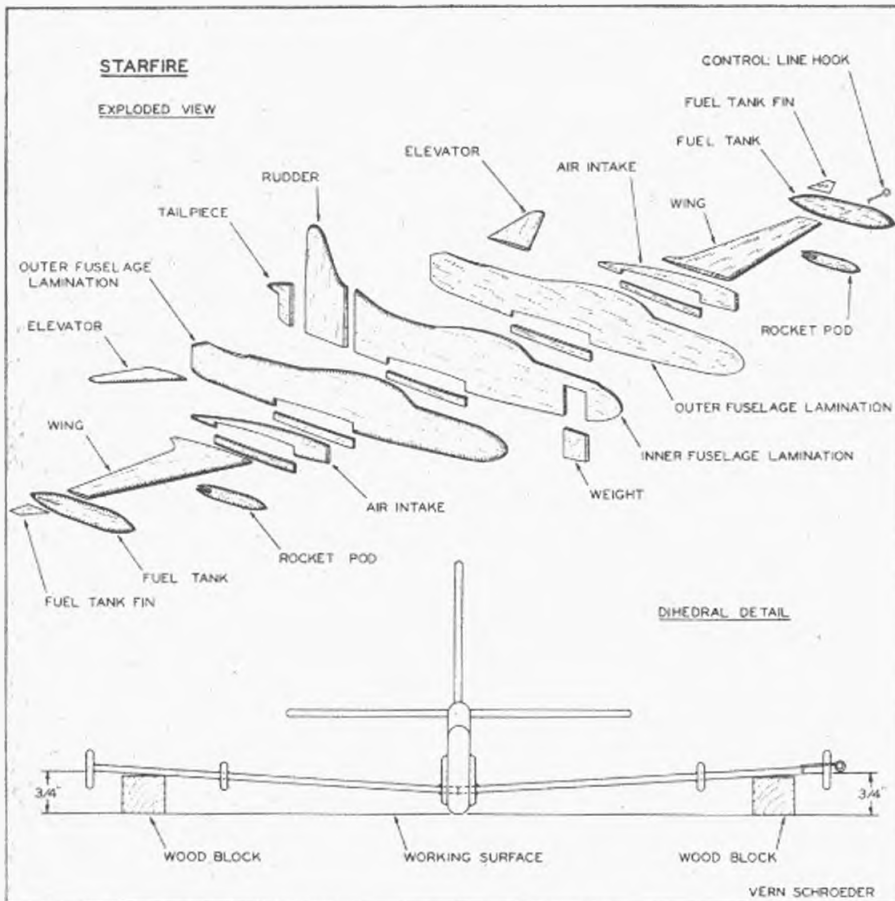 STARFIRE
EXPLODED VIEW
CONTROL LINE HOOK
FUEL TANK FIN
FUEL TANK
ELEVATOR
AIR INTAKE
RUDDER
WING
TAILPIECE
OUTER FUSELAGE
LAMINATION
ELEVATOR
ROCKET POD
WING
OUTER FUSELAGE LAMINATION
INNER FUSELAGE LAMINATION
WEIGHT
AIR INTAKE
ROCKET POD
FUEL TANK
FUEL TANK FIN
DIHEDRAL DETAIL
3/4"
3/4"
WOOD BLOCK
WORKING SURFACE
WOOD BLOCK
VERN SCHROEDER